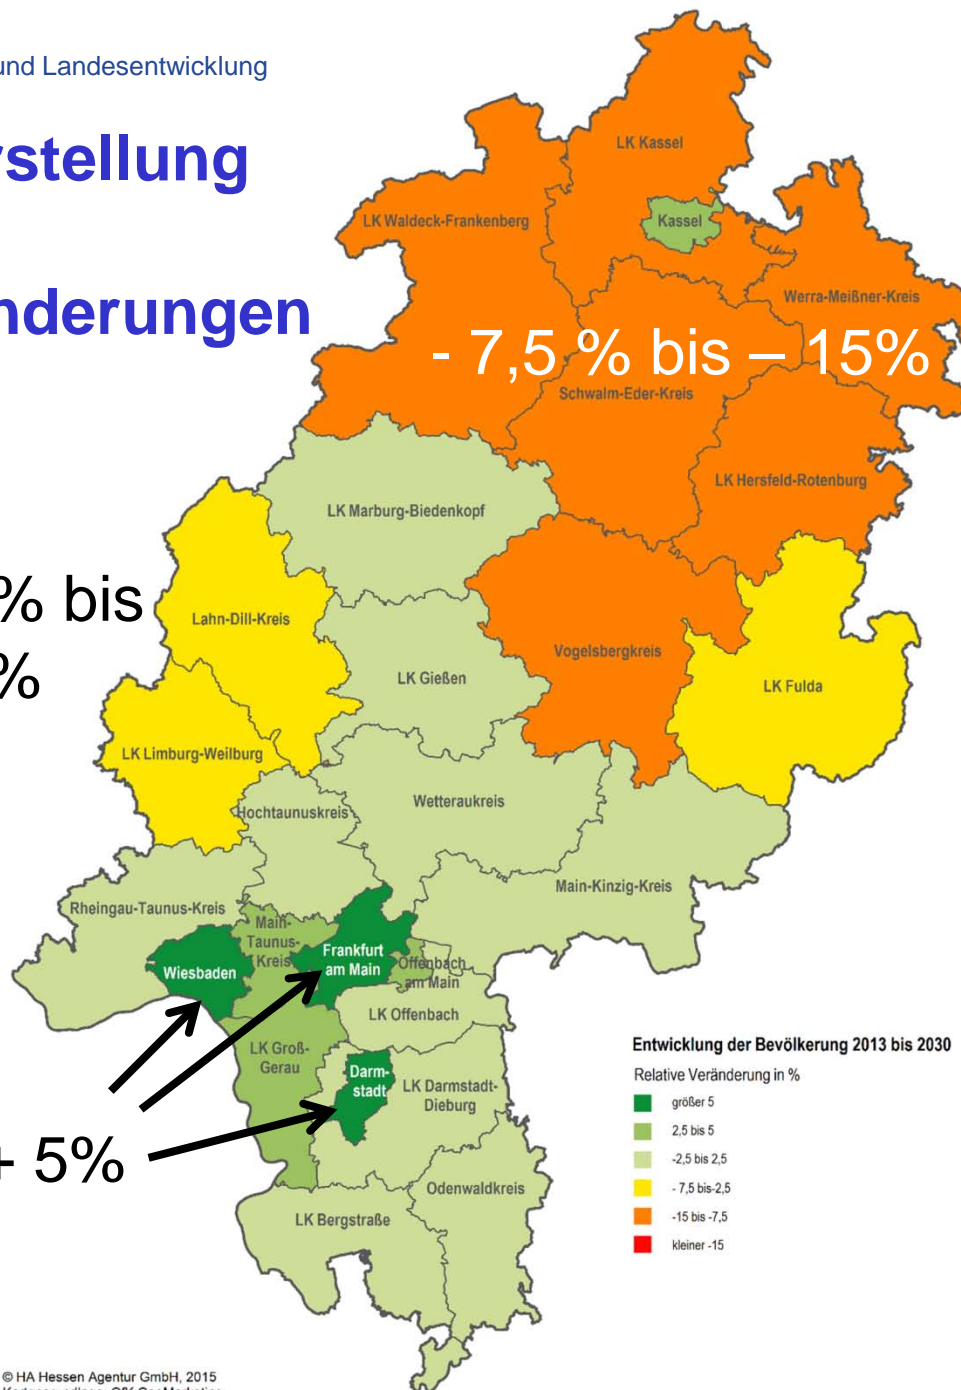 und Landesentwicklung
rstellung
nderungen
LK Kassel
Kassel
LK Waldeck-Frankenberg
Werra-Meißner-Kreis
- 7,5 % bis – 15%
Schwalm-Eder-Kreis
LK Hersfeld-Rotenburg
LK Marburg-Biedenkopf
% bis
%
Lahn-Dill-Kreis
LK Gießen
Vogelsbergkreis
LK Fulda
LK Limburg-Weilburg
Hochtaunuskreis
Wetteraukreis
Main-Kinzig-Kreis
Rheingau-Taunus-Kreis
Main-
Taunus-
Kreis
Wiesbaden
Frankfurt
am Main
Offenbach
am Main
LK Offenbach
LK Groß-
Gerau
Darm-
stadt
LK Darmstadt-
Dieburg
+ 5%
Odenwaldkreis
LK Bergstraße
Entwicklung der Bevölkerung 2013 bis 2030
Relative Veränderung in %
größer 5
2,5 bis 5
-2,5 bis 2,5
- 7,5 bis-2,5
-15 bis -7,5
kleiner -15
© HA Hessen Agentur GmbH, 2015